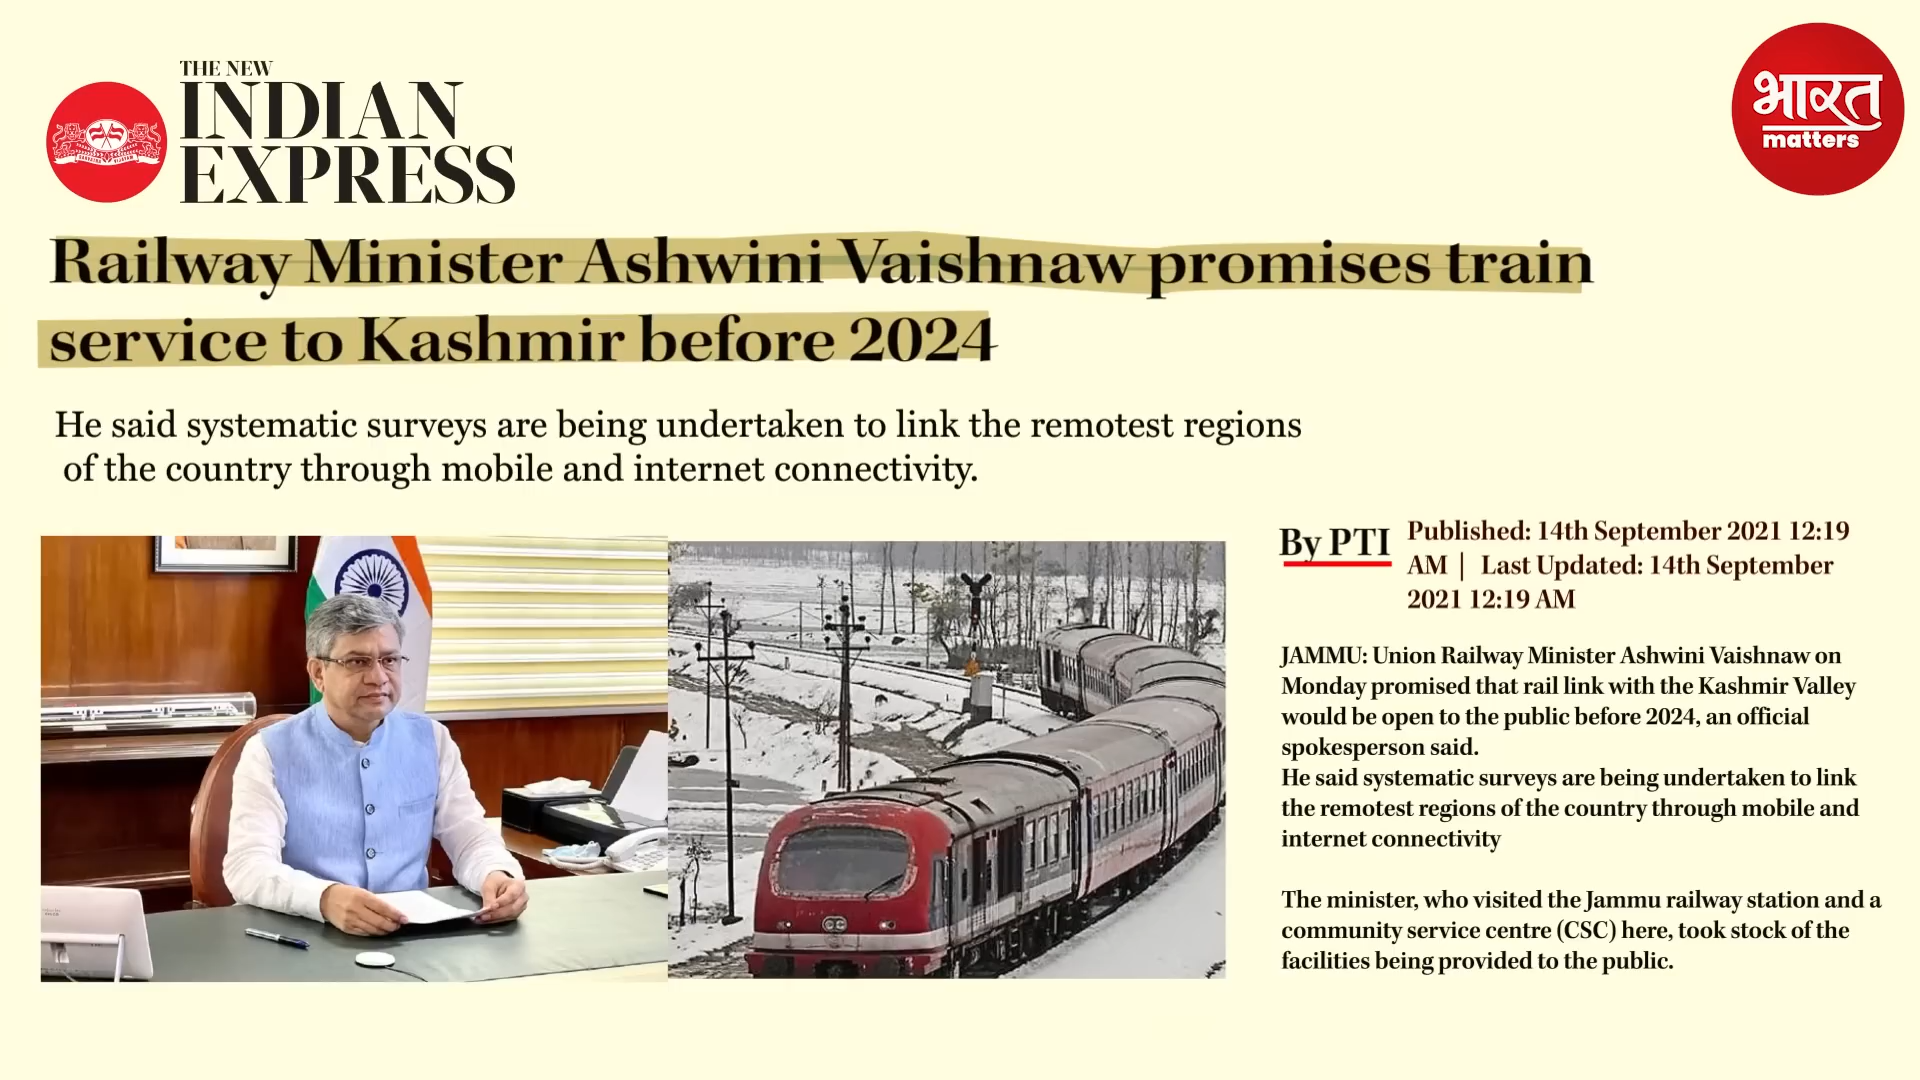 THE NEW
INDIAN
EXPRESS
भारत
matters
Railway Minister Ashwini Vaishnaw promises train
service to Kashmir before 2024
He said systematic surveys are being undertaken to link the remotest regions
of the country through mobile and internet connectivity.
By PTI
Published: 14th September 2021 12:19
AM | Last Updated: 14th September
2021 12:19 AM
JAMMU: Union Railway Minister Ashwini Vaishnaw on
Monday promised that rail link with the Kashmir Valley
would be open to the public before 2024, an official
spokesperson said.
He said systematic surveys are being undertaken to link
the remotest regions of the country through mobile and
internet connectivity
The minister, who visited the Jammu railway station and a
community service centre (CSC) here, took stock of the
facilities being provided to the public.